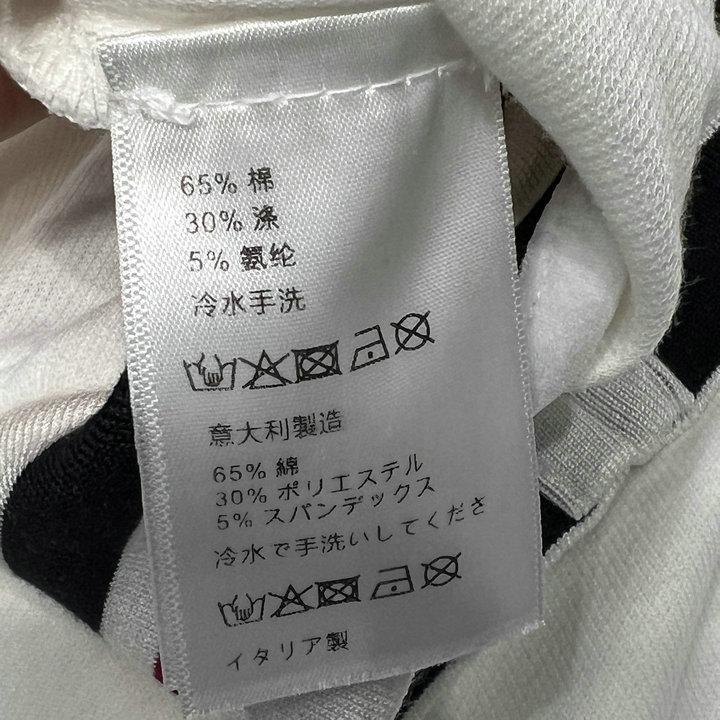 65% 棉
30% 涤
5% 氨纶
冷水手洗
意大利製造
65% 綿
30% ポリエステル
5% スパンデックス
冷水で手洗いしてくださ
イタリア製